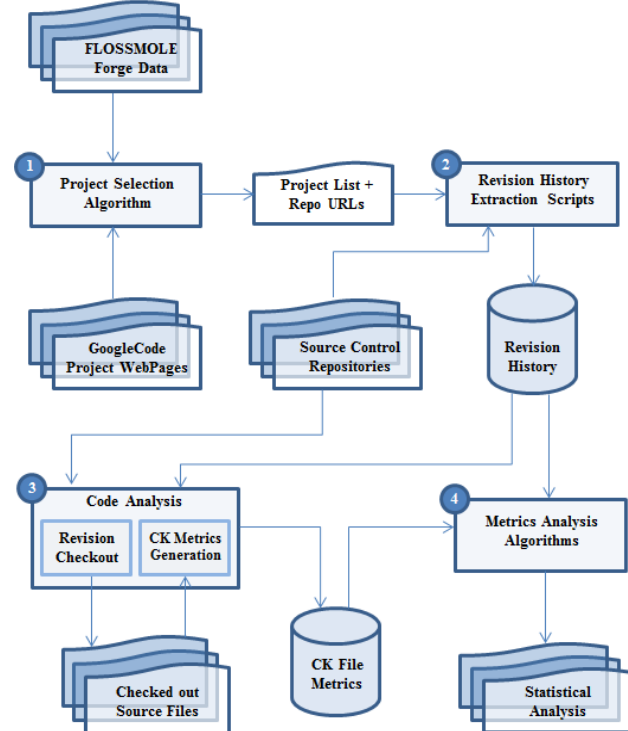 FLOSSMOLE
Forge Data
1
Project Selection
Algorithm
Project List +
Repo URLs
2
Revision History
Extraction Scripts
GoogleCode
Project WebPages
Source Control
Repositories
Revision
History
3
Code Analysis
Revision
Checkout
CK Metrics
Generation
4
Metrics Analysis
Algorithms
Checked out
Source Files
CK File
Metrics
Statistical
Analysis